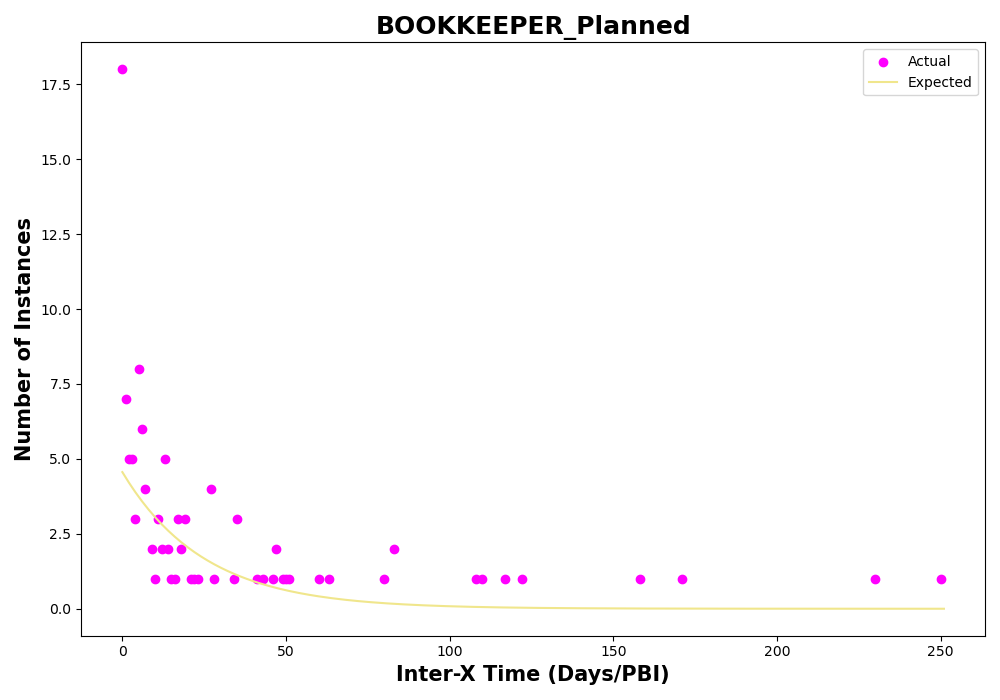 BOOKKEEPER_Planned
Actual
Expected
17.5
15.0
12.5
10.0
7.5
5.0
2.5
0.0
Number of Instances
0
50
100
150
200
250
Inter-X Time (Days/PBI)